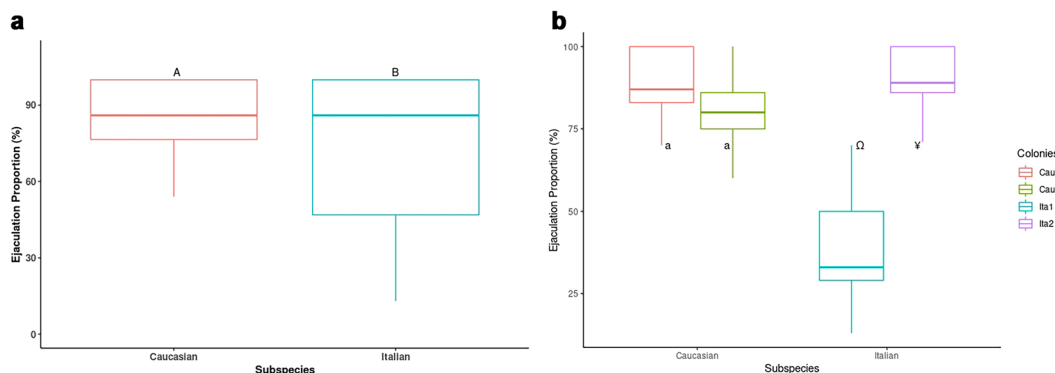 a
A
B
90
60
30
0
Ejaculation Proportion (%)
Caucasian
Italian
Subspecies
b
100
75
50
25
Ejaculation Proportion (%)
a
a
Ω
¥
Caucasian
Italian
Subspecies
Colonies
Cau
Cau
Ita1
Ita2